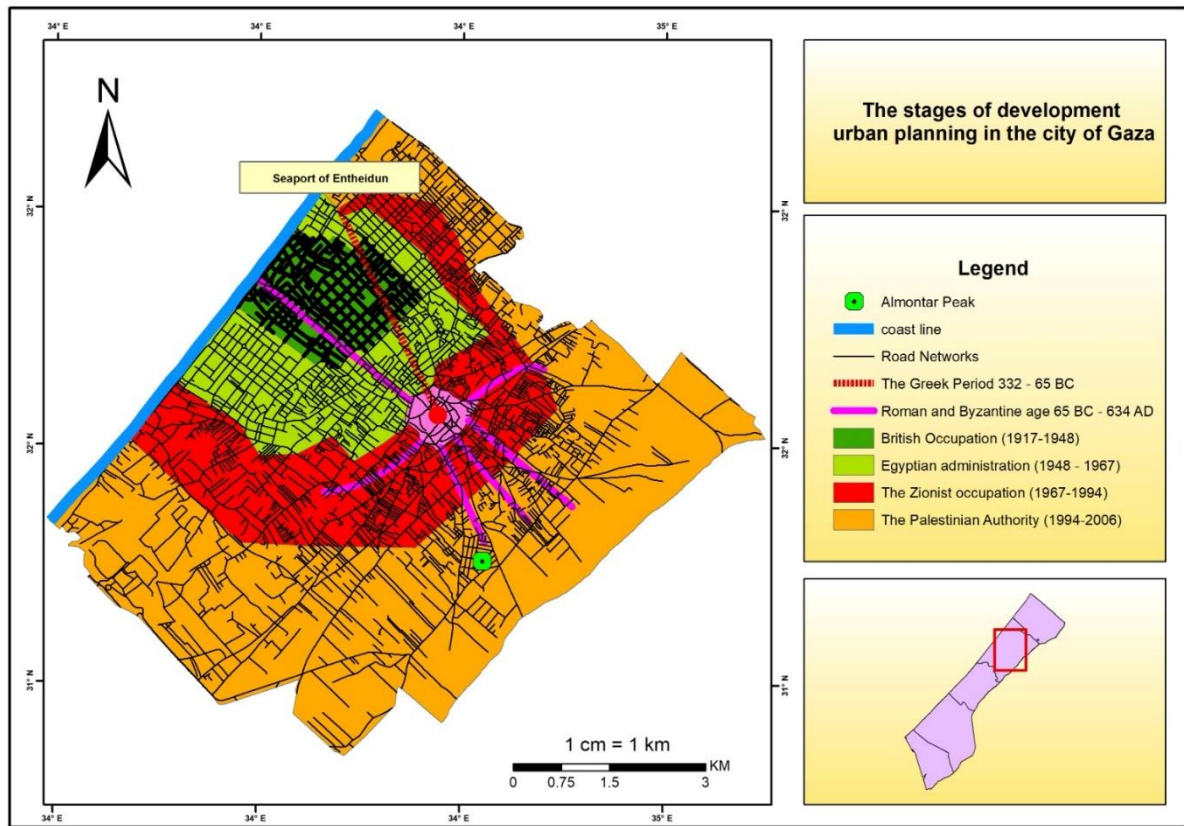 34° E
34° E
34° E
35° E
N
Seaport of Entheidun
32° N
32° N
32° N
32° N
31° N
31° N
1 cm = 1 km
KM
0 0.75 1.5 3
34° E
34° E
34° E
35° E
The stages of development
urban planning in the city of Gaza
Legend
Almontar Peak
coast line
Road Networks
The Greek Period 332 - 65 BC
Roman and Byzantine age 65 BC - 634 AD
British Occupation (1917-1948)
Egyptian administration (1948 - 1967)
The Zionist occupation (1967-1994)
The Palestinian Authority (1994-2006)